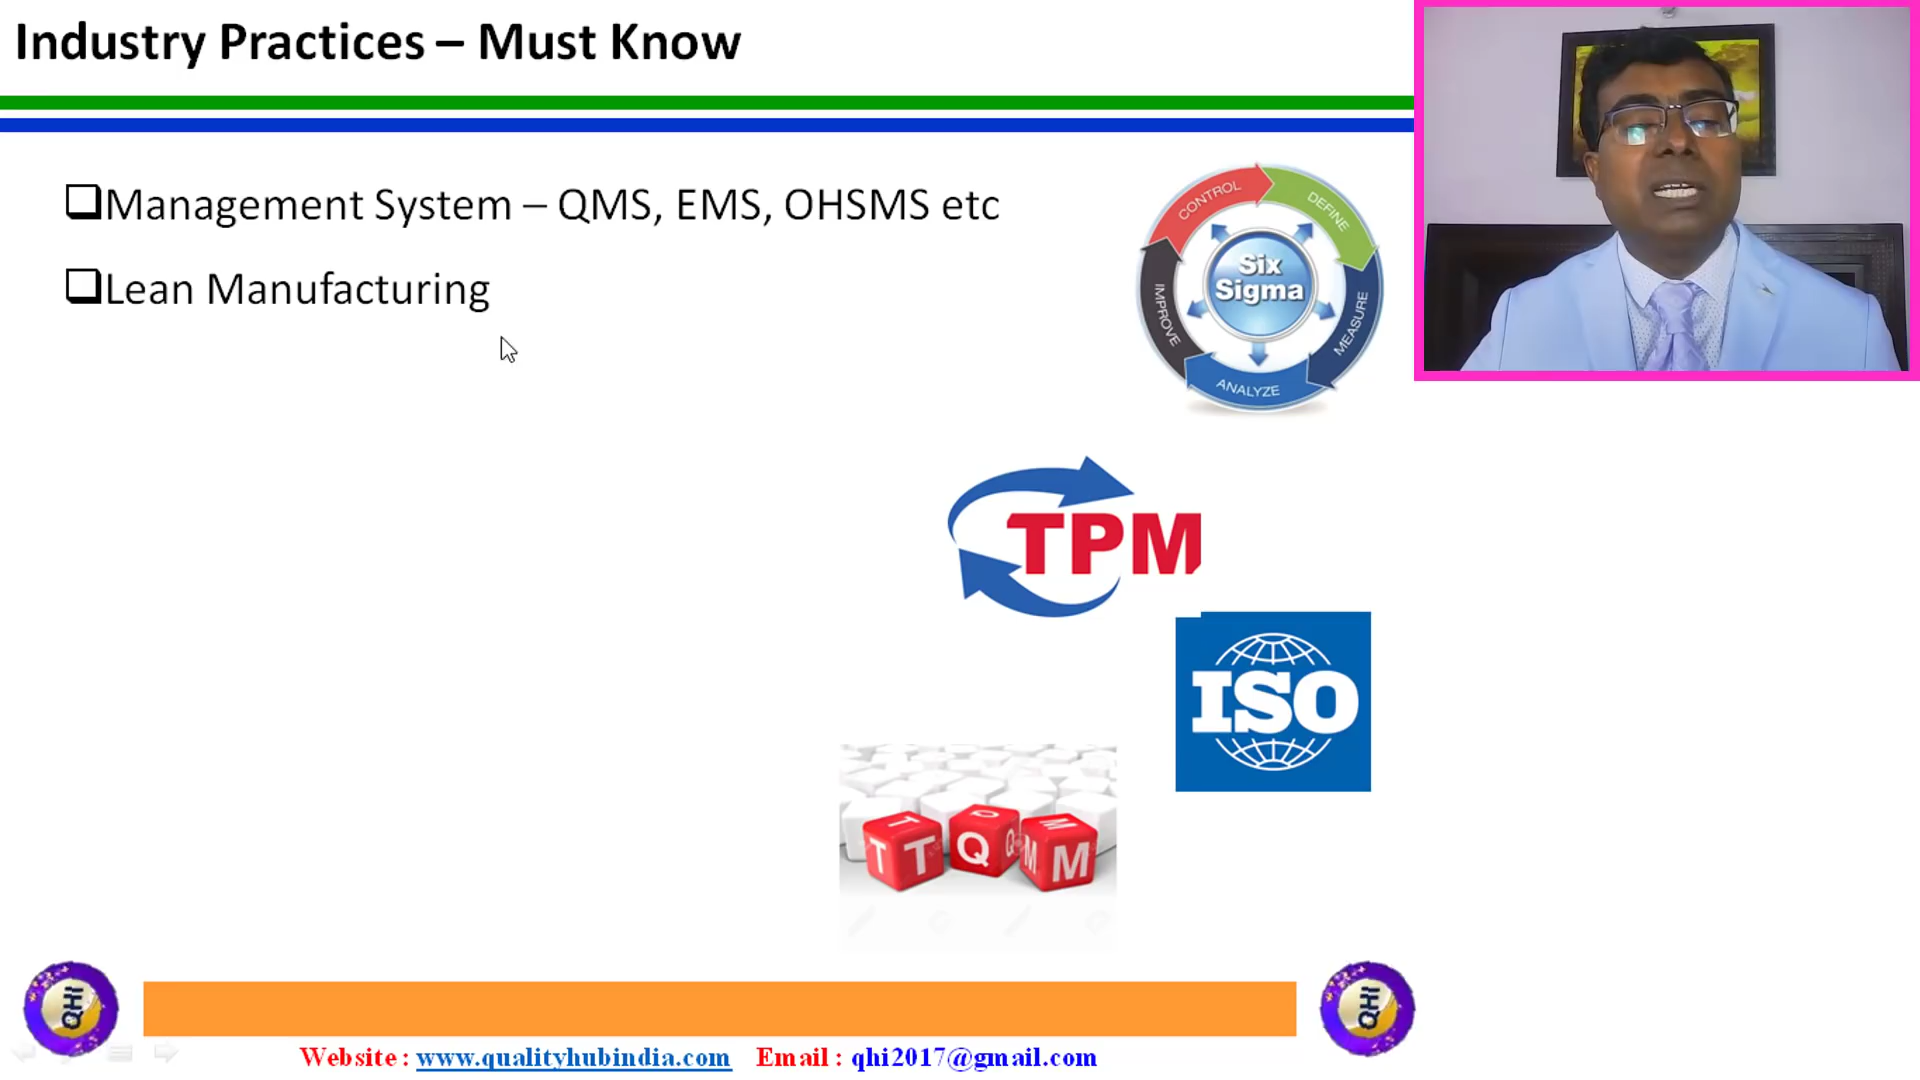 Industry Practices – Must Know
Management System – QMS, EMS, OHSMS etc
Lean Manufacturing
CONTROL
DEFINE
MEASURE
ANALYZE
IMPROVE
Six
Sigma
TPM
ISO
T T T
Q Q Q
M M M
QHI
QHI
Website : www.qualityhubindia.com Email : qhi2017@gmail.com